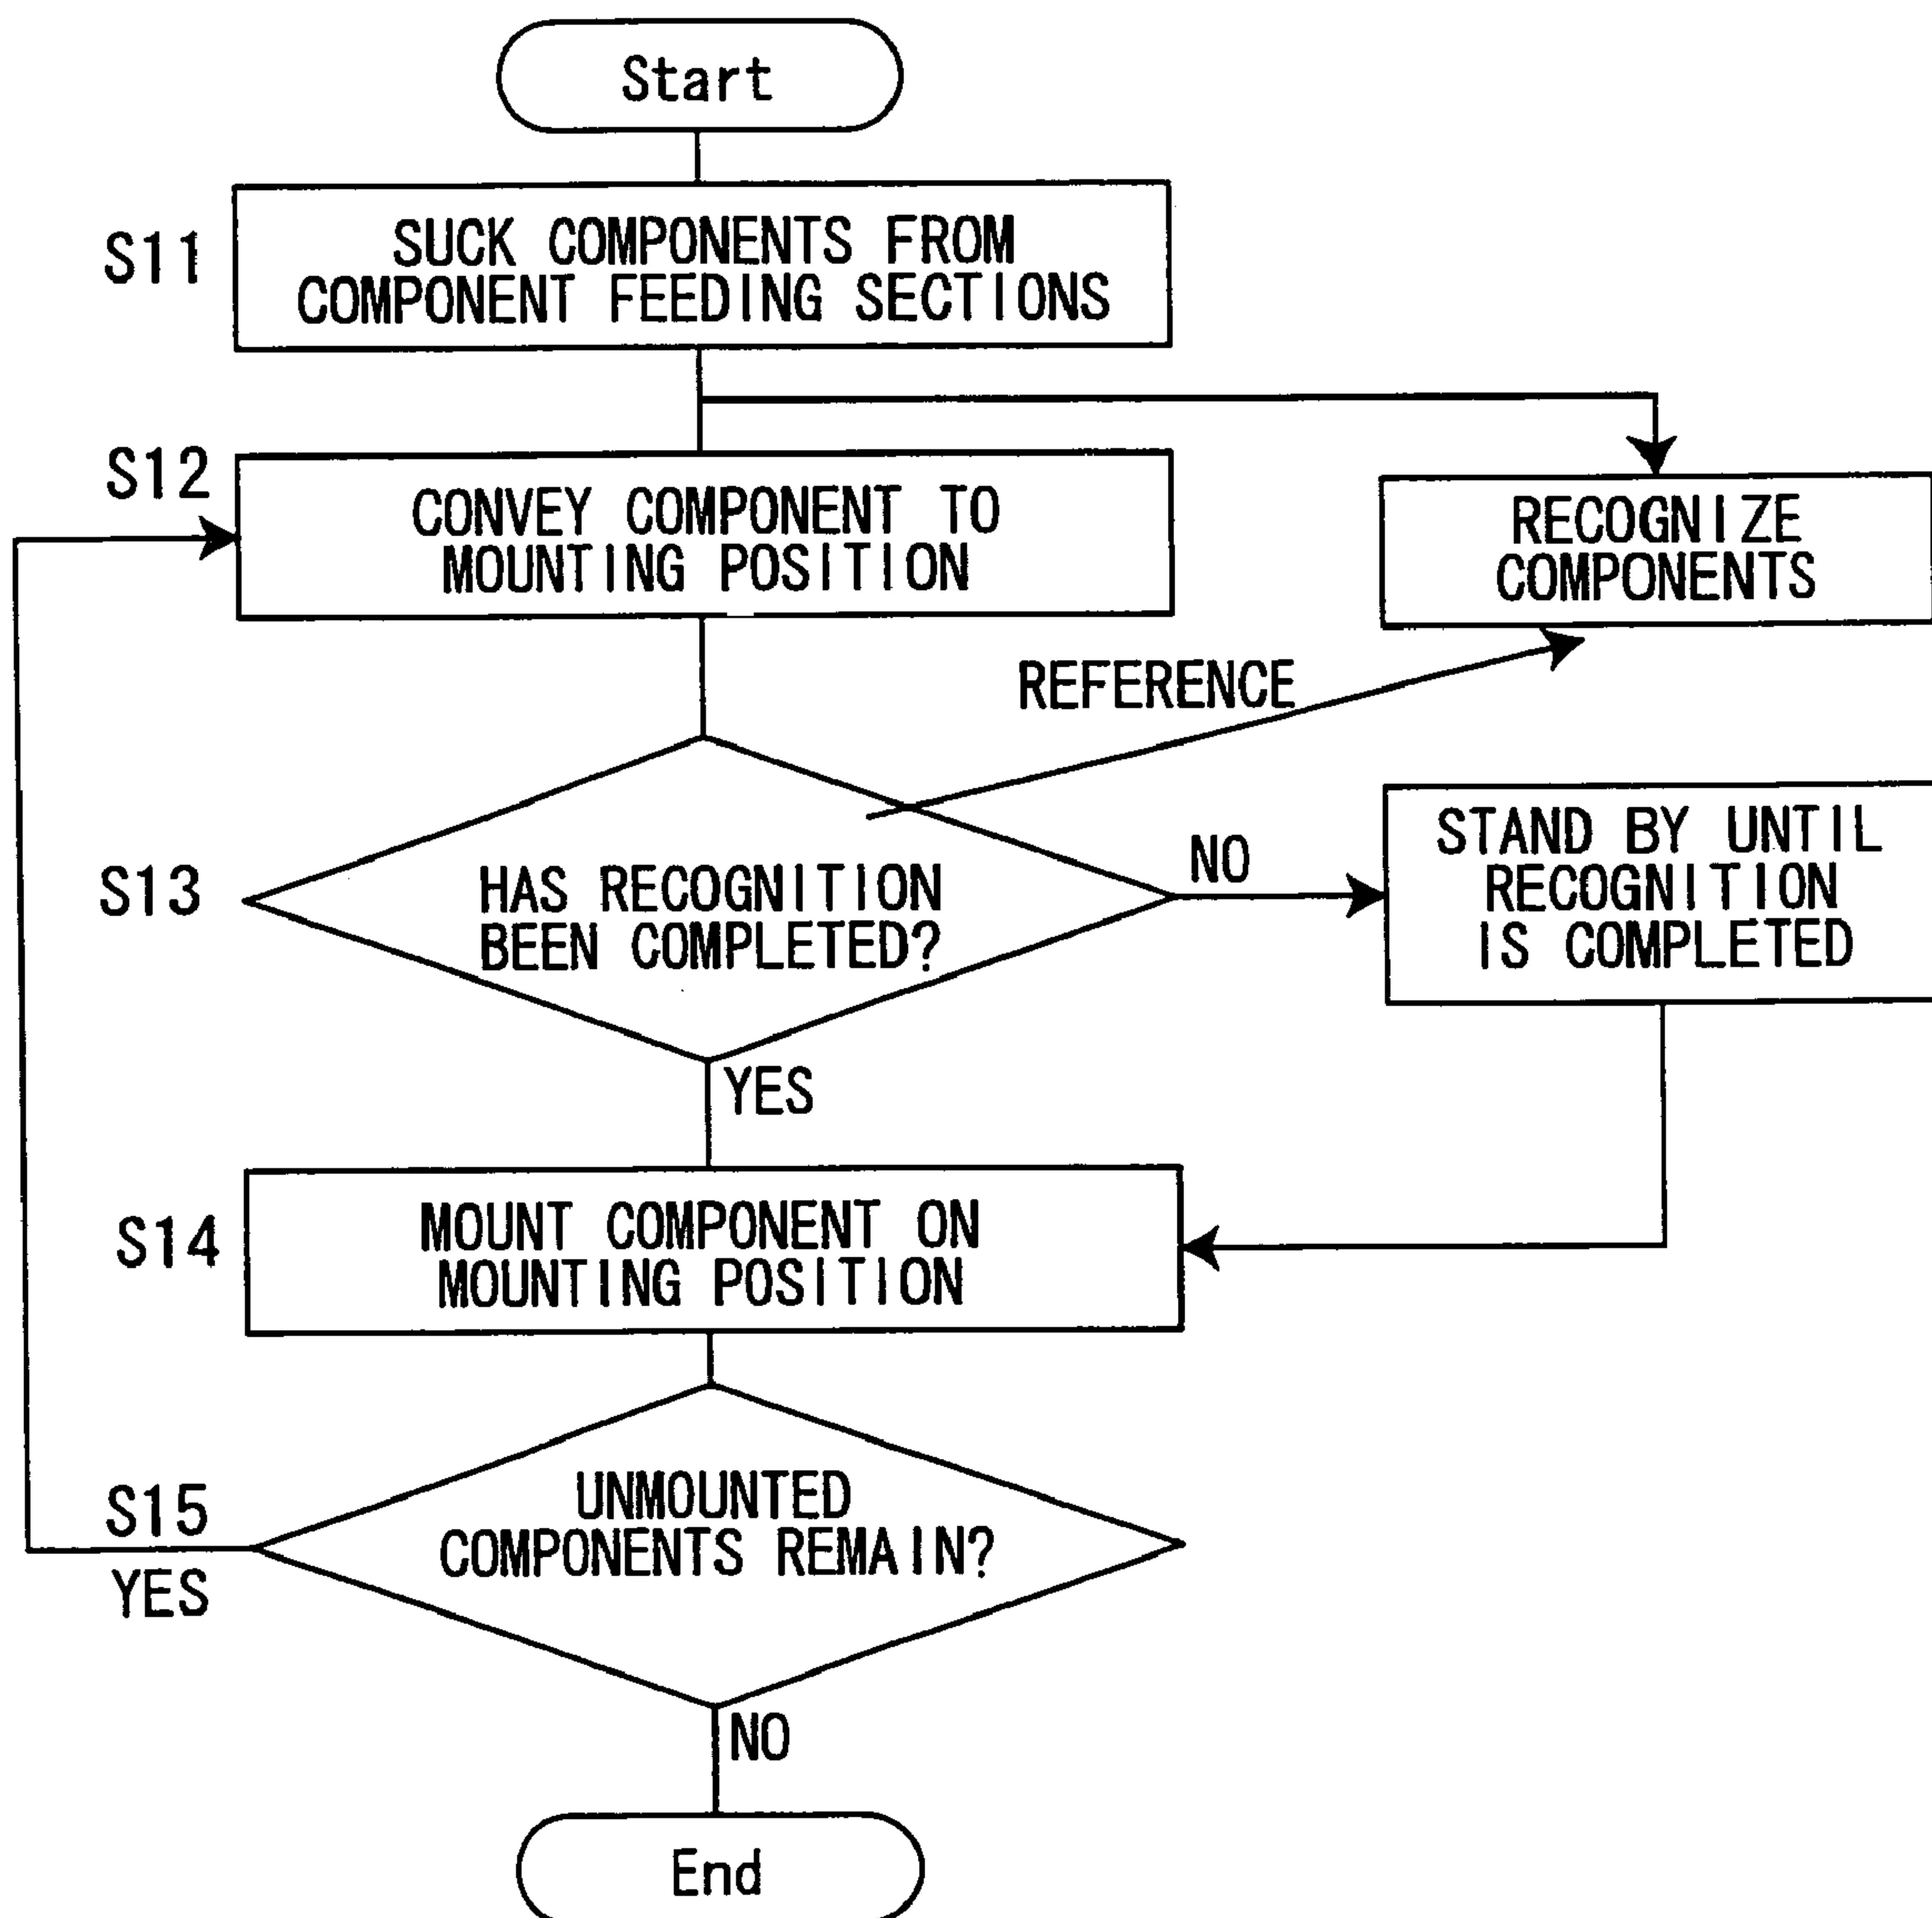 Start
S11
SUCK COMPONENTS FROM
COMPONENT FEEDING SECTIONS
S12
CONVEY COMPONENT TO
MOUNTING POSITION
RECOGNIZE
COMPONENTS
REFERENCE
S13
HAS RECOGNITION
BEEN COMPLETED?
NO
STAND BY UNTIL
RECOGNITION
IS COMPLETED
YES
S14
MOUNT COMPONENT ON
MOUNTING POSITION
S15
YES
UNMOUNTED
COMPONENTS REMAIN?
NO
End